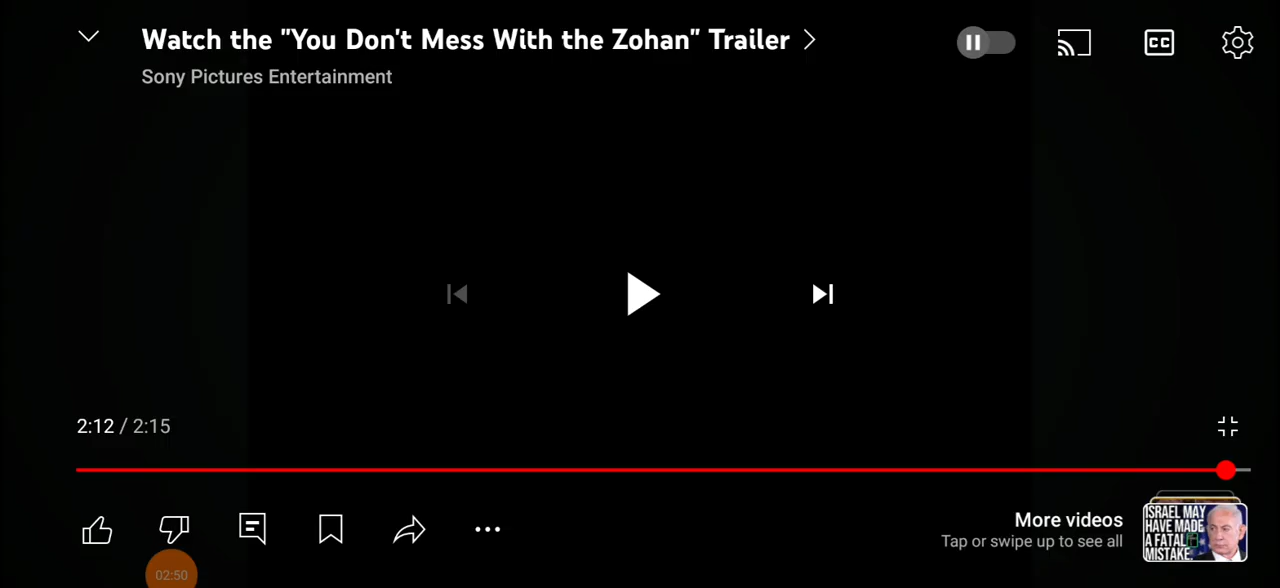 Watch the "You Don't Mess With the Zohan" Trailer
Sony Pictures Entertainment
CC
2:12 / 2:15
More videos
Tap or swipe up to see all
ISRAEL MAY
HAVE MADE
A FATAL
MISTAKE.
02:50